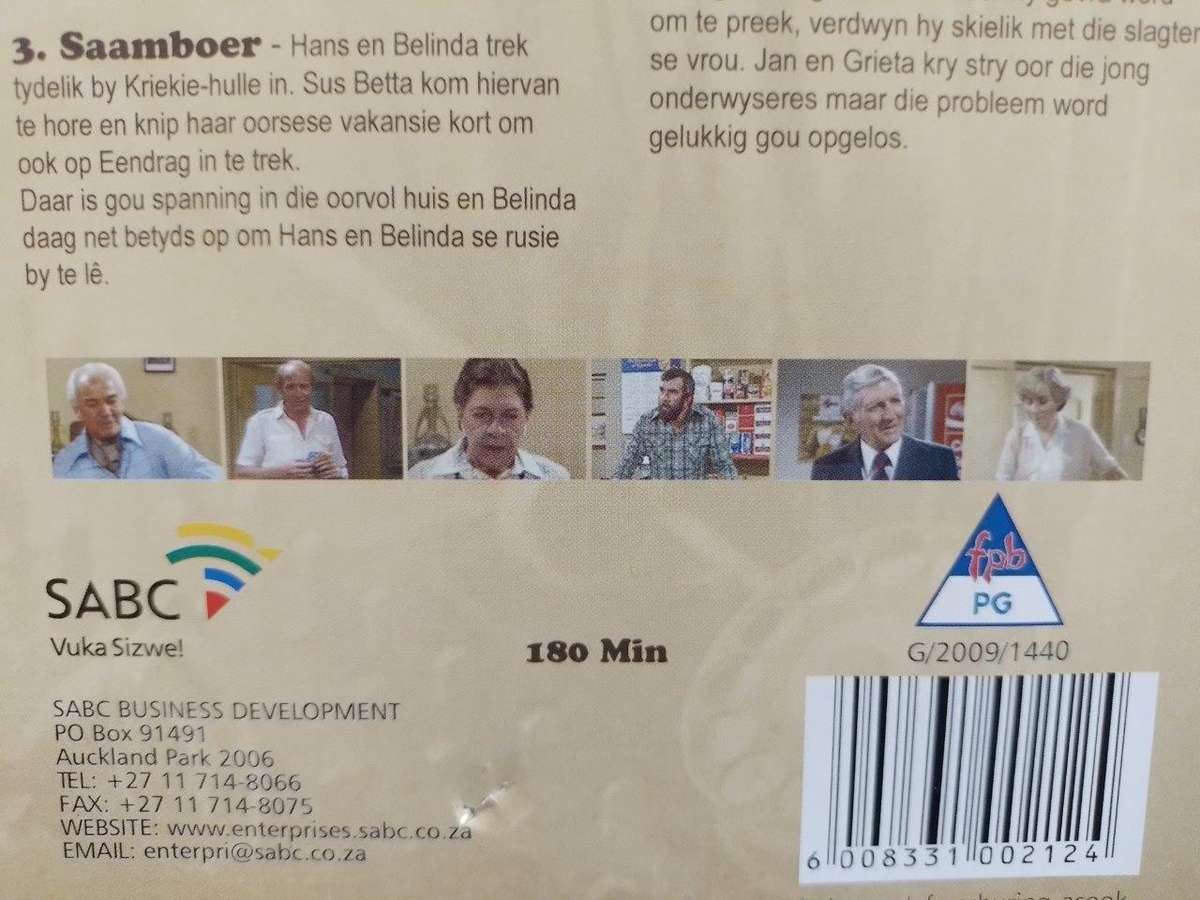 3. Saamboer - Hans en Belinda trek
tydelik by Kriekie-hulle in. Sus Betta kom hiervan
te hore en knip haar oorsese vakansie kort om
ook op Eendrag in te trek.
Daar is gou spanning in die oorvol huis en Belinda
daag net betyds op om Hans en Belinda se rusie
by te lê.
om te preek, verdwyn hy skielik met die slagter
se vrou. Jan en Grieta kry stry oor die jong
onderwyseres maar die probleem word
gelukkig gou opgelos.
SABC
Vuka Sizwe!
180 Min
fpb
PG
G/2009/1440
SABC BUSINESS DEVELOPMENT
PO Box 91491
Auckland Park 2006
TEL: +27 11 714-8066
FAX: +27 11 714-8075
WEBSITE: www.enterprises.sabc.co.za
EMAIL: enterpri@sabc.co.za
6 008331 002124